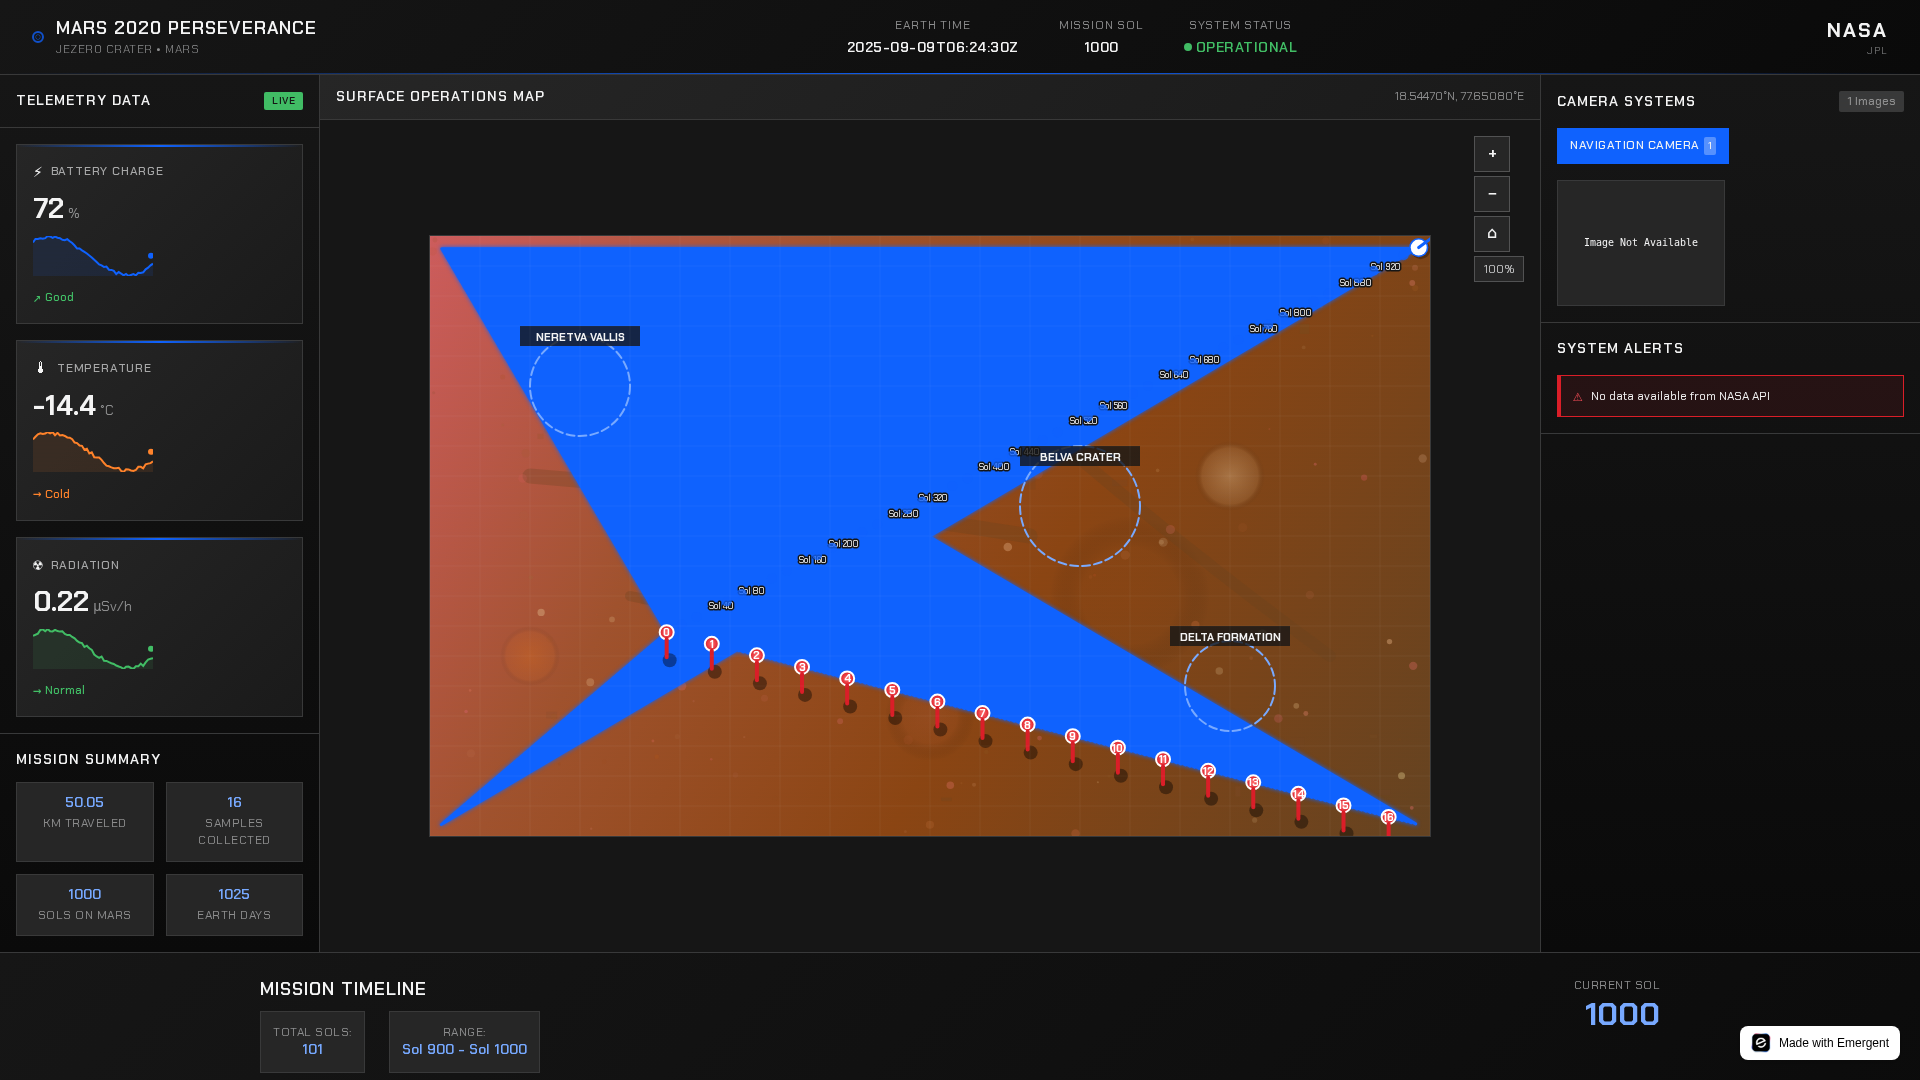 MARS 2020 PERSEVERANCE
JEZERO CRATER • MARS
EARTH TIME
2025-09-09T06:24:30Z
MISSION SOL
1000
SYSTEM STATUS
OPERATIONAL
NASA
JPL
TELEMETRY DATA
LIVE
BATTERY CHARGE
72 %
↗ Good
TEMPERATURE
-14.4 °C
→ Cold
RADIATION
0.22 μSv/h
→ Normal
MISSION SUMMARY
50.05
KM TRAVELED
16
SAMPLES
COLLECTED
1000
SOLS ON MARS
1025
EARTH DAYS
SURFACE OPERATIONS MAP
18.54470°N, 77.65080°E
+
−
⌂
100%
Sol 920
Sol 880
Sol 800
Sol 760
Sol 680
Sol 640
Sol 560
Sol 520
Sol 440
Sol 400
Sol 320
Sol 280
Sol 200
Sol 160
Sol 80
Sol 40
NERETVA VALLIS
BELVA CRATER
DELTA FORMATION
0
1
2
3
4
5
6
7
8
9
10
11
12
13
14
15
16
CAMERA SYSTEMS
1 Images
NAVIGATION CAMERA 1
Image Not Available
SYSTEM ALERTS
⚠ No data available from NASA API
MISSION TIMELINE
TOTAL SOLS:
101
RANGE:
Sol 900 - Sol 1000
CURRENT SOL
1000
Made with Emergent